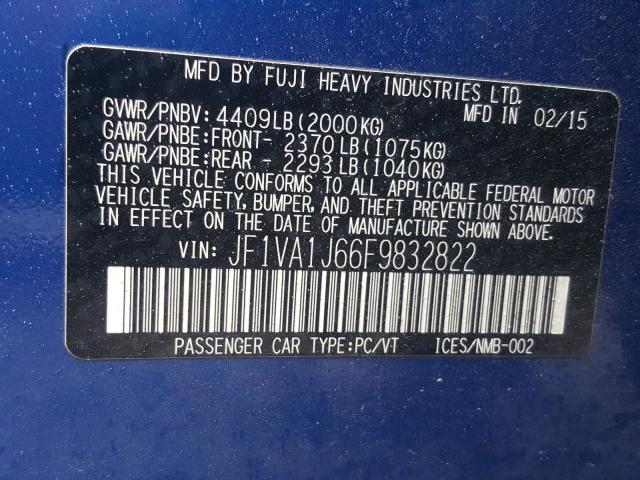 MFD BY FUJI HEAVY INDUSTRIES LTD.
GVWR/PNBV: 4409LB (2000KG) MFD IN 02/15
GAWR/PNBE:FRONT- 2370LB (1075KG)
GAWR/PNBE:REAR - 2293LB (1040KG)
THIS VEHICLE CONFORMS TO ALL APPLICABLE FEDERAL MOTOR
VEHICLE SAFETY, BUMPER, AND THEFT PREVENTION STANDARDS
IN EFFECT ON THE DATE OF MANUFACTURE SHOWN ABOVE.
VIN: JF1VA1J66F9832822
PASSENGER CAR TYPE:PC/VT ICES/NMB-002